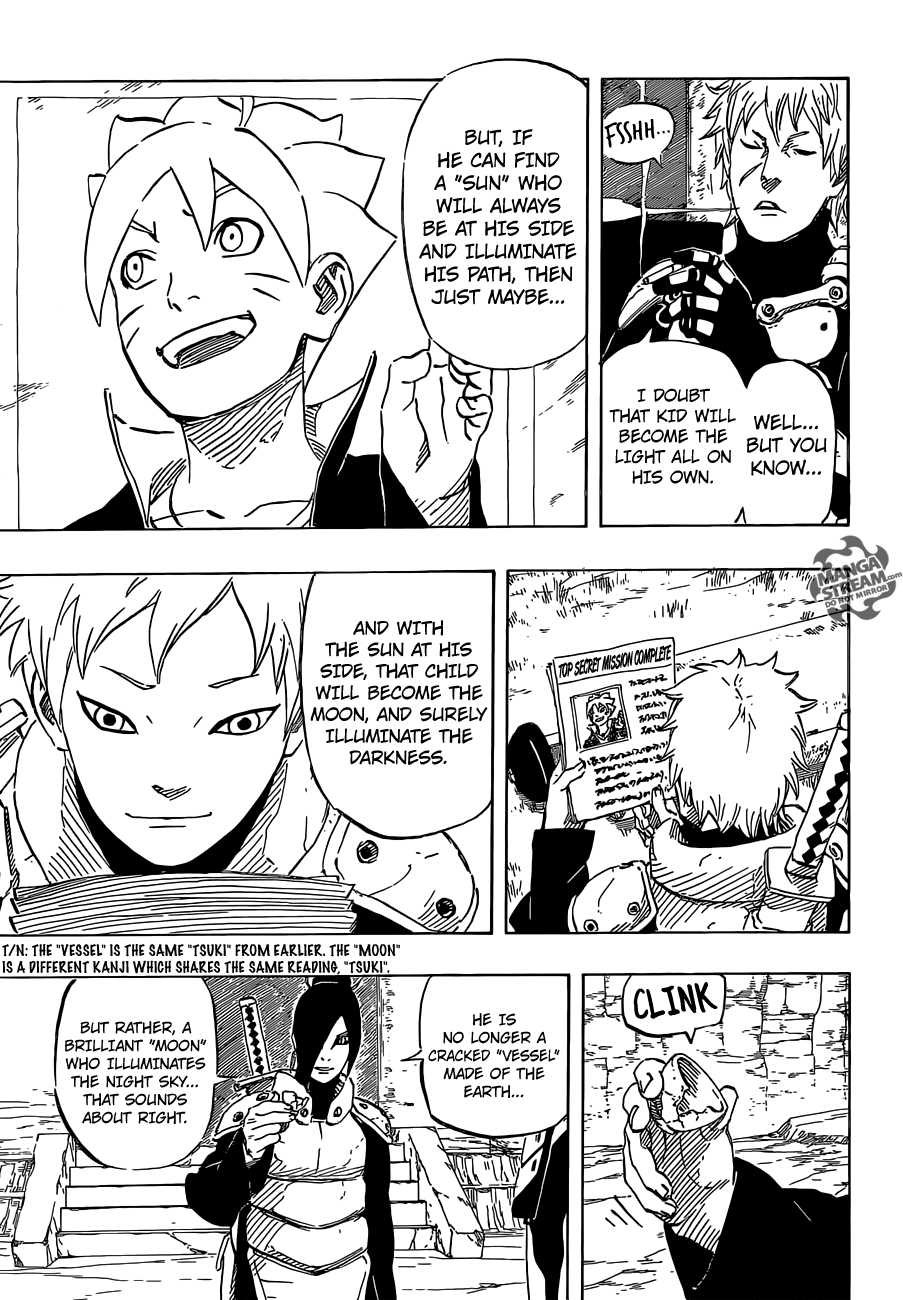 FSSHH...
WELL...
BUT YOU
KNOW...
I DOUBT
THAT KID WILL
BECOME THE
LIGHT ALL ON
HIS OWN.
BUT, IF
HE CAN FIND
A "SUN" WHO
WILL ALWAYS
BE AT HIS SIDE
AND ILLUMINATE
HIS PATH, THEN
JUST MAYBE...
MANGA
STREAM.com
DO NOT MIRROR
TOP SECRET MISSION COMPLETE
AND WITH
THE SUN AT HIS
SIDE, THAT CHILD
WILL BECOME THE
MOON, AND SURELY
ILLUMINATE THE
DARKNESS.
T/N: THE "VESSEL" IS THE SAME "TSUKI" FROM EARLIER. THE "MOON"
IS A DIFFERENT KANJI WHICH SHARES THE SAME READING, "TSUKI".
CLINK
HE IS
NO LONGER A
CRACKED "VESSEL"
MADE OF THE
EARTH...
BUT RATHER, A
BRILLIANT "MOON"
WHO ILLUMINATES
THE NIGHT SKY...
THAT SOUNDS
ABOUT RIGHT.